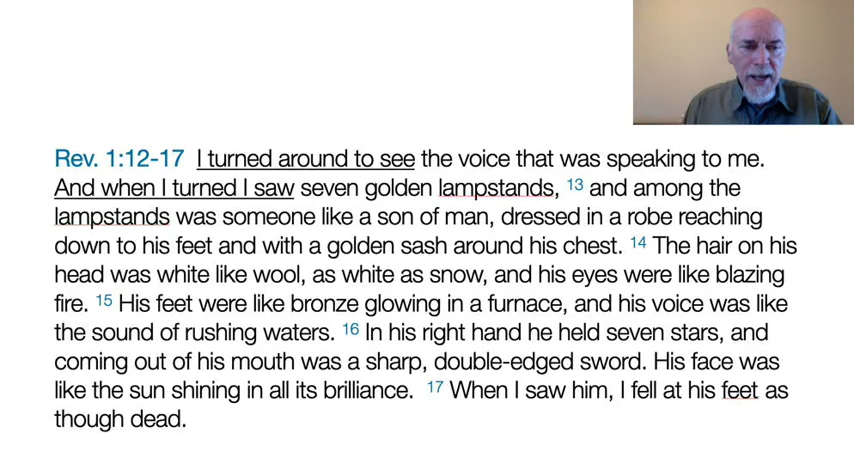 Rev. 1:12-17 I turned around to see the voice that was speaking to me.
And when I turned I saw seven golden lampstands, 13 and among the
lampstands was someone like a son of man, dressed in a robe reaching
down to his feet and with a golden sash around his chest. 14 The hair on his
head was white like wool, as white as snow, and his eyes were like blazing
fire. 15 His feet were like bronze glowing in a furnace, and his voice was like
the sound of rushing waters. 16 In his right hand he held seven stars, and
coming out of his mouth was a sharp, double-edged sword. His face was
like the sun shining in all its brilliance. 17 When I saw him, I fell at his feet as
though dead.